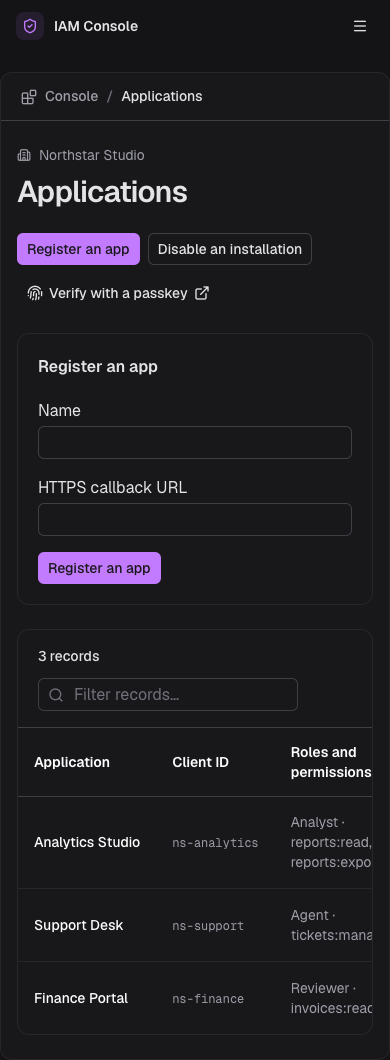 IAM Console
Console / Applications
Northstar Studio
Applications
Register an app
Disable an installation
Verify with a passkey
Register an app
Name
HTTPS callback URL
Register an app
3 records
Filter records...
Application Client ID Roles and permissions
Analytics Studio ns-analytics Analyst · reports:read, reports:expo
Support Desk ns-support Agent · tickets:mana
Finance Portal ns-finance Reviewer · invoices:read